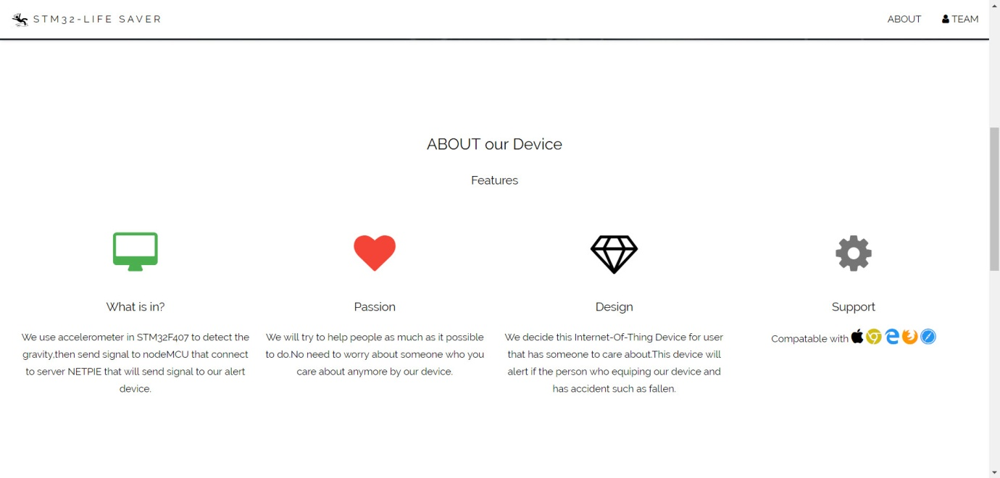 STM32-LIFE SAVER
ABOUT
TEAM
ABOUT our Device
Features
What is in?
We use accelerometer in STM32F407 to detect the
gravity,then send signal to nodeMCU that connect
to server NETPIE that will send signal to our alert
device.
Passion
We will try to help people as much as it possible
to do.No need to worry about someone who you
care about anymore by our device.
Design
We decide this Internet-Of-Thing Device for user
that has someone to care about.This device will
alert if the person who equiping our device and
has accident such as fallen.
Support
Compatable with